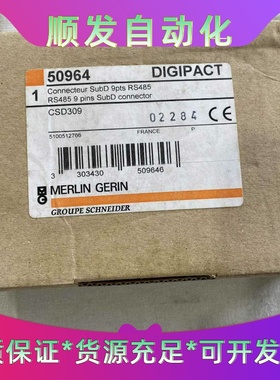 顺发自动化
50964 DIGIPACT
1 Connecteur SubD 9pts RS485
RS485 9 pins SubD connector
CSD309
02284
5100512766 FRANCE P
MERLIN GERIN
GROUPE SCHNEIDER
3 303430 509646
质保证*货源充足*可开发